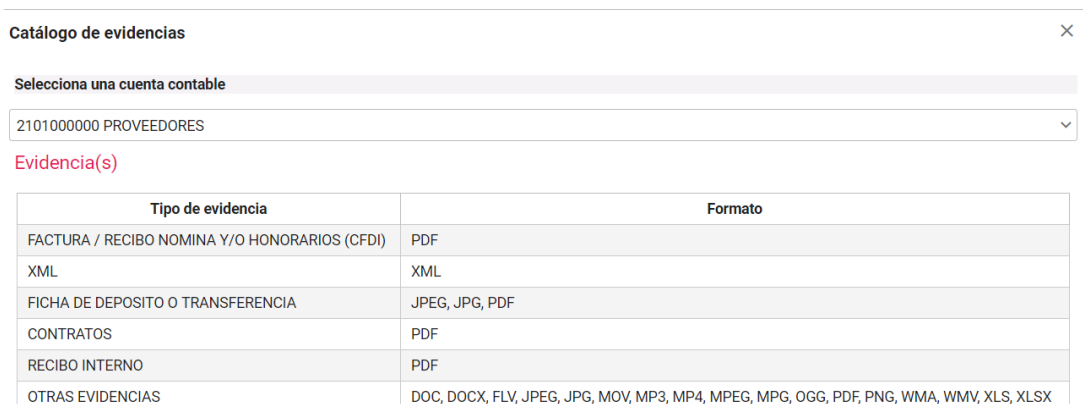 Catálogo de evidencias
Selecciona una cuenta contable
2101000000 PROVEEDORES
Evidencia(s)
Tipo de evidencia Formato
FACTURA / RECIBO NOMINA Y/O HONORARIOS (CFDI) PDF
XML XML
FICHA DE DEPOSITO O TRANSFERENCIA JPEG, JPG, PDF
CONTRATOS PDF
RECIBO INTERNO PDF
OTRAS EVIDENCIAS DOC, DOCX, FLV, JPEG, JPG, MOV, MP3, MP4, MPEG, MPG, OGG, PDF, PNG, WMA, WMV, XLS, XLSX